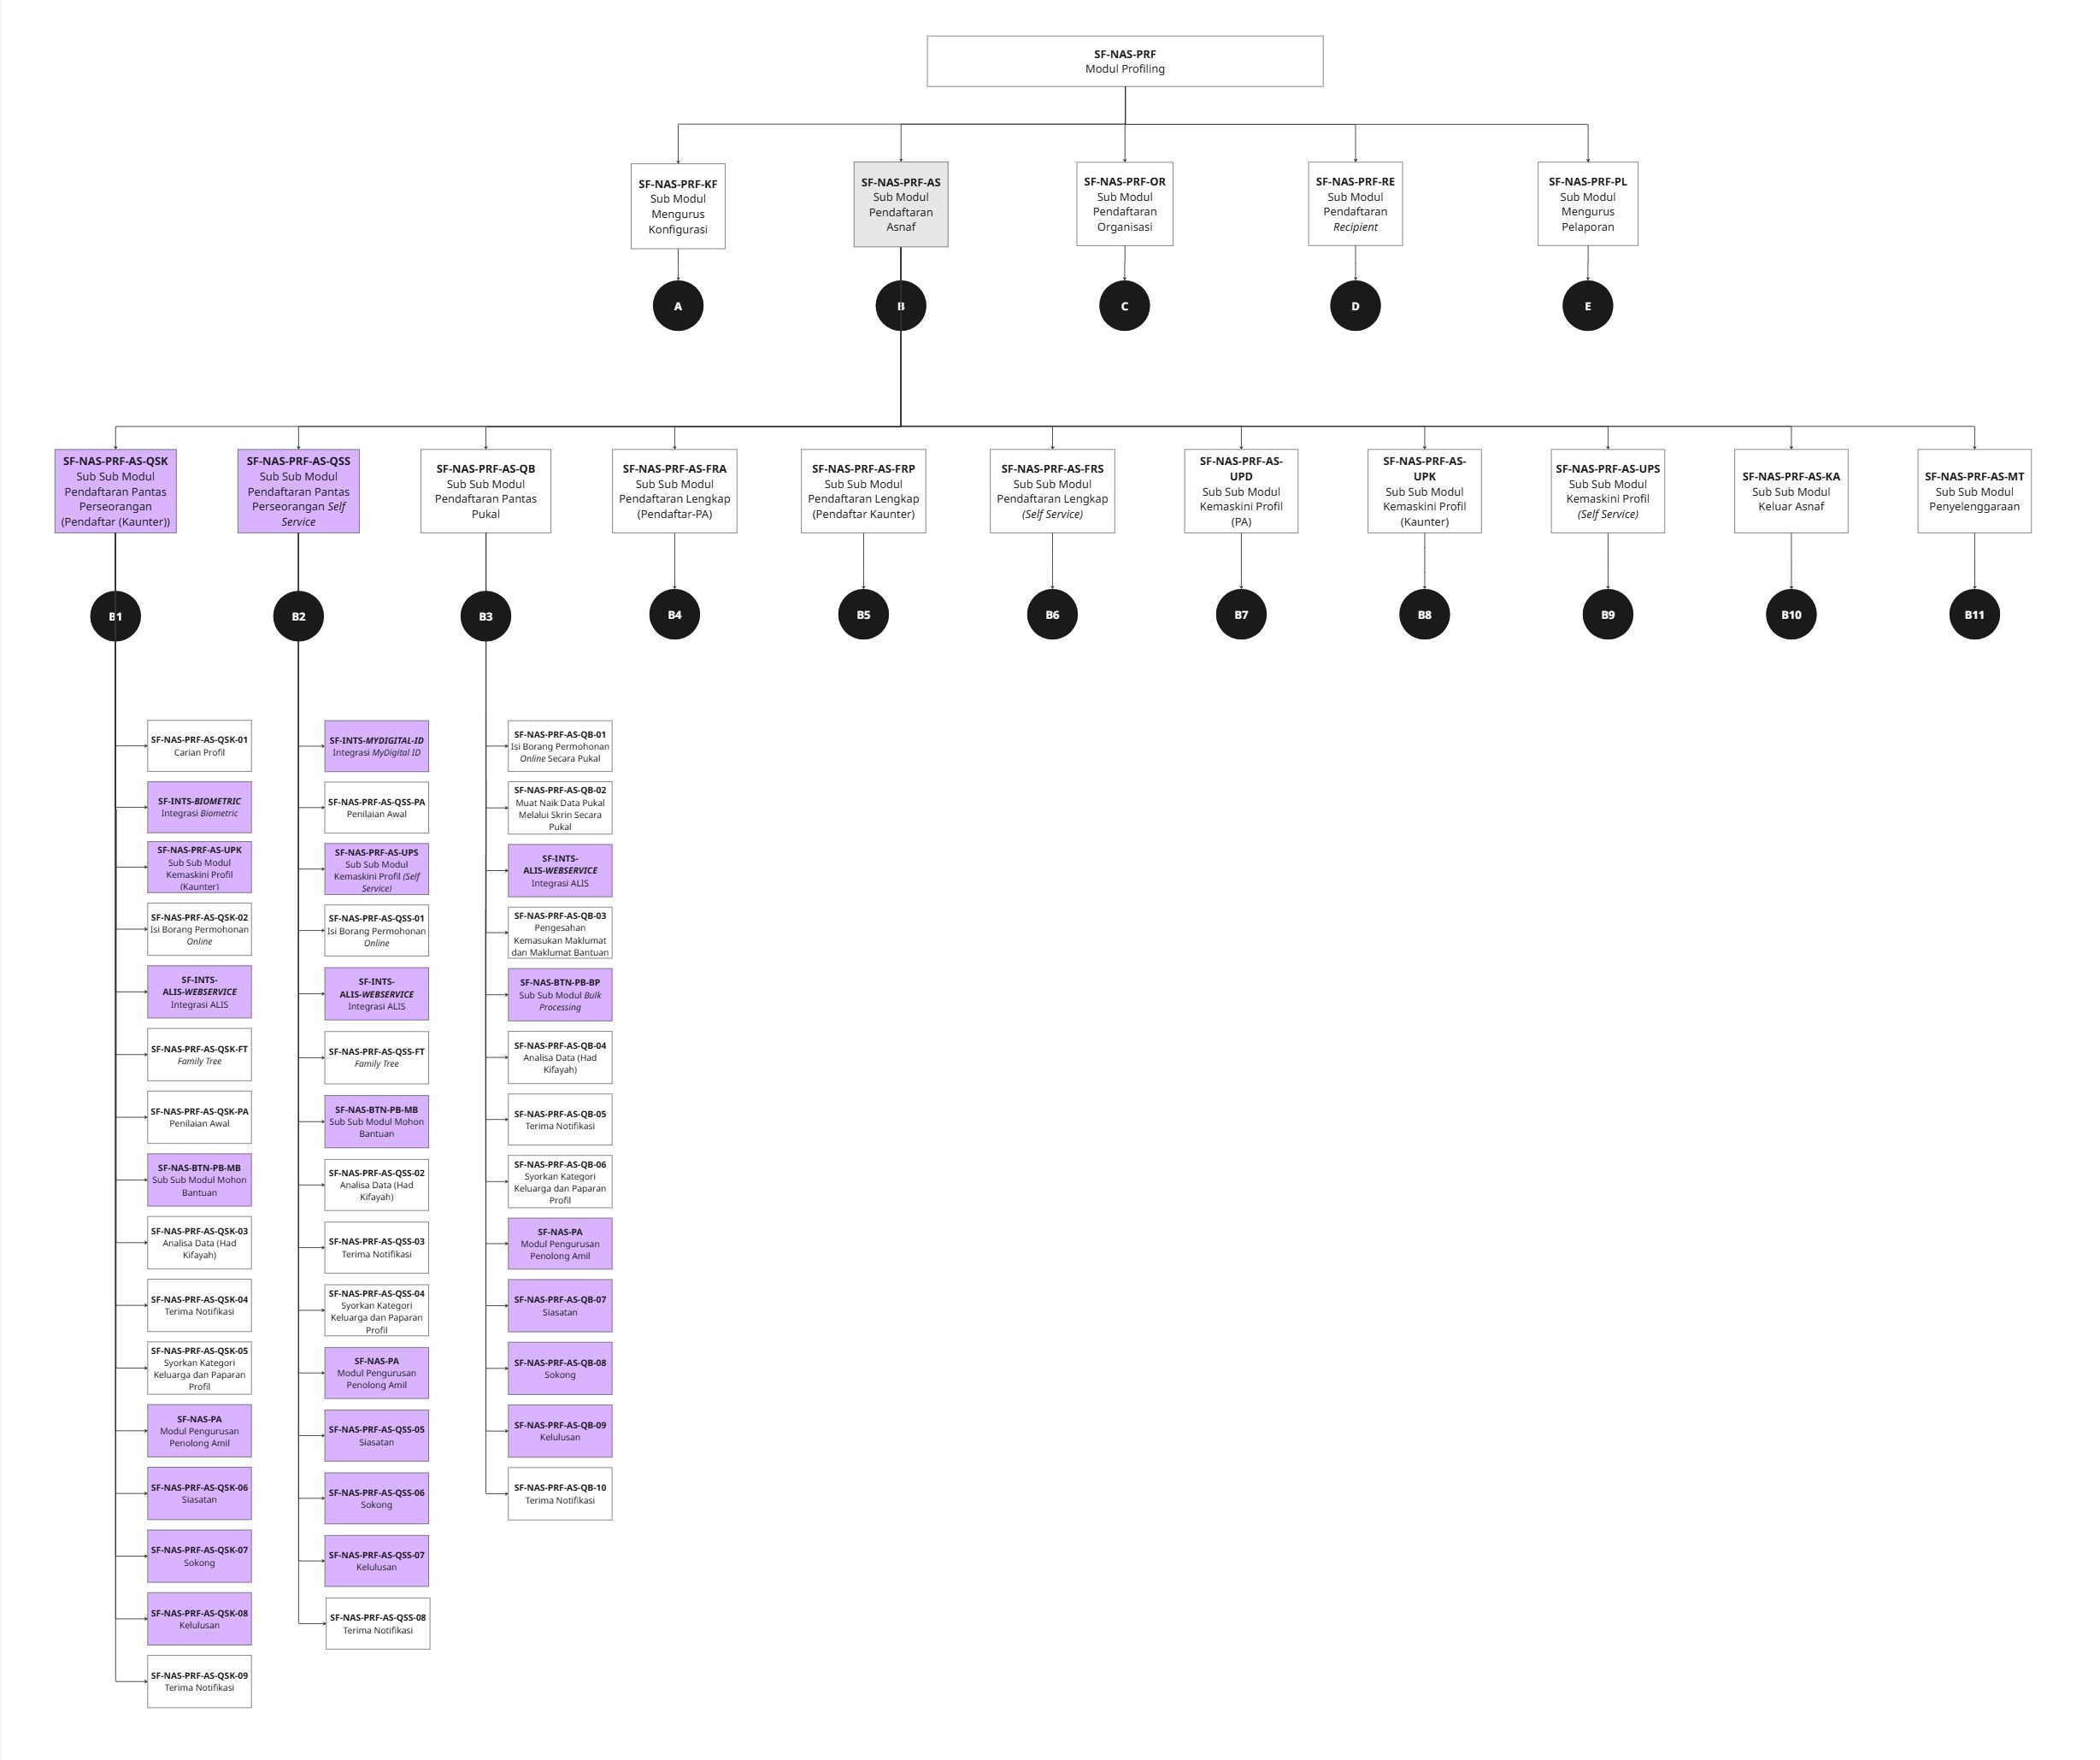 SF-NAS-PRF
Modul Profiling
SF-NAS-PRF-KF
Sub Modul
Mengurus
Konfigurasi
SF-NAS-PRF-AS
Sub Modul
Pendaftaran
Asnaf
SF-NAS-PRF-OR
Sub Modul
Pendaftaran
Organisasi
SF-NAS-PRF-RE
Sub Modul
Pendaftaran
Recipient
SF-NAS-PRF-PL
Sub Modul
Mengurus
Pelaporan
A
B
C
D
E
SF-NAS-PRF-AS-QSK
Sub Sub Modul
Pendaftaran Pantas
Perseorangan
(Pendaftar (Kaunter))
SF-NAS-PRF-AS-QSS
Sub Sub Modul
Pendaftaran Pantas
Perseorangan Self
Service
SF-NAS-PRF-AS-QB
Sub Sub Modul
Pendaftaran Pantas
Pukal
SF-NAS-PRF-AS-FRA
Sub Sub Modul
Pendaftaran Lengkap
(Pendaftar-PA)
SF-NAS-PRF-AS-FRP
Sub Sub Modul
Pendaftaran Lengkap
(Pendaftar Kaunter)
SF-NAS-PRF-AS-FRS
Sub Sub Modul
Pendaftaran Lengkap
(Self Service)
SF-NAS-PRF-AS-
UPD
Sub Sub Modul
Kemaskini Profil
(PA)
SF-NAS-PRF-AS-
UPK
Sub Sub Modul
Kemaskini Profil
(Kaunter)
SF-NAS-PRF-AS-UPS
Sub Sub Modul
Kemaskini Profil
(Self Service)
SF-NAS-PRF-AS-KA
Sub Sub Modul
Keluar Asnaf
SF-NAS-PRF-AS-MT
Sub Sub Modul
Penyelenggaraan
B1
B2
B3
B4
B5
B6
B7
B8
B9
B10
B11
SF-NAS-PRF-AS-QSK-01
Carian Profil
SF-INTS-BIOMETRIC
Integrasi Biometric
SF-NAS-PRF-AS-UPK
Sub Sub Modul
Kemaskini Profil
(Kaunter)
SF-NAS-PRF-AS-QSK-02
Isi Borang Permohonan
Online
SF-INTS-
ALIS-WEBSERVICE
Integrasi ALIS
SF-NAS-PRF-AS-QSK-FT
Family Tree
SF-NAS-PRF-AS-QSK-PA
Penilaian Awal
SF-NAS-BTN-PB-MB
Sub Sub Modul Mohon
Bantuan
SF-NAS-PRF-AS-QSK-03
Analisa Data (Had
Kifayah)
SF-NAS-PRF-AS-QSK-04
Terima Notifikasi
SF-NAS-PRF-AS-QSK-05
Syorkan Kategori
Keluarga dan Paparan
Profil
SF-NAS-PA
Modul Pengurusan
Penolong Amil
SF-NAS-PRF-AS-QSK-06
Siasatan
SF-NAS-PRF-AS-QSK-07
Sokong
SF-NAS-PRF-AS-QSK-08
Kelulusan
SF-NAS-PRF-AS-QSK-09
Terima Notifikasi
SF-INTS-MYDIGITAL-ID
Integrasi MyDigital ID
SF-NAS-PRF-AS-QSS-PA
Penilaian Awal
SF-NAS-PRF-AS-UPS
Sub Sub Modul
Kemaskini Profil (Self
Service)
SF-NAS-PRF-AS-QSS-01
Isi Borang Permohonan
Online
SF-INTS-
ALIS-WEBSERVICE
Integrasi ALIS
SF-NAS-PRF-AS-QSS-FT
Family Tree
SF-NAS-BTN-PB-MB
Sub Sub Modul Mohon
Bantuan
SF-NAS-PRF-AS-QSS-02
Analisa Data (Had
Kifayah)
SF-NAS-PRF-AS-QSS-03
Terima Notifikasi
SF-NAS-PRF-AS-QSS-04
Syorkan Kategori
Keluarga dan Paparan
Profil
SF-NAS-PA
Modul Pengurusan
Penolong Amil
SF-NAS-PRF-AS-QSS-05
Siasatan
SF-NAS-PRF-AS-QSS-06
Sokong
SF-NAS-PRF-AS-QSS-07
Kelulusan
SF-NAS-PRF-AS-QSS-08
Terima Notifikasi
SF-NAS-PRF-AS-QB-01
Isi Borang Permohonan
Online Secara Pukal
SF-NAS-PRF-AS-QB-02
Muat Naik Data Pukal
Melalui Skrin Secara
Pukal
SF-INTS-
ALIS-WEBSERVICE
Integrasi ALIS
SF-NAS-PRF-AS-QB-03
Pengesahan
Kemasukan Maklumat
dan Maklumat Bantuan
SF-NAS-BTN-PB-BP
Sub Sub Modul Bulk
Processing
SF-NAS-PRF-AS-QB-04
Analisa Data (Had
Kifayah)
SF-NAS-PRF-AS-QB-05
Terima Notifikasi
SF-NAS-PRF-AS-QB-06
Syorkan Kategori
Keluarga dan Paparan
Profil
SF-NAS-PA
Modul Pengurusan
Penolong Amil
SF-NAS-PRF-AS-QB-07
Siasatan
SF-NAS-PRF-AS-QB-08
Sokong
SF-NAS-PRF-AS-QB-09
Kelulusan
SF-NAS-PRF-AS-QB-10
Terima Notifikasi